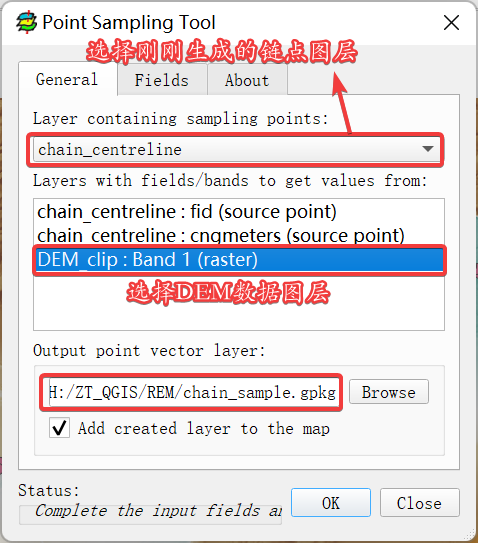 Point Sampling Tool
选择刚刚生成的链点图层
General
Fields
About
Layer containing sampling points:
chain_centreline
Layers with fields/bands to get values from:
chain_centreline : fid (source point)
chain_centreline : cngmeters (source point)
DEM_clip : Band 1 (raster)
选择DEM数据图层
Output point vector layer:
H:/ZT_QGIS/REM/chain_sample.gpkg
Browse
Add created layer to the map
Status:
Complete the input fields an
OK
Close